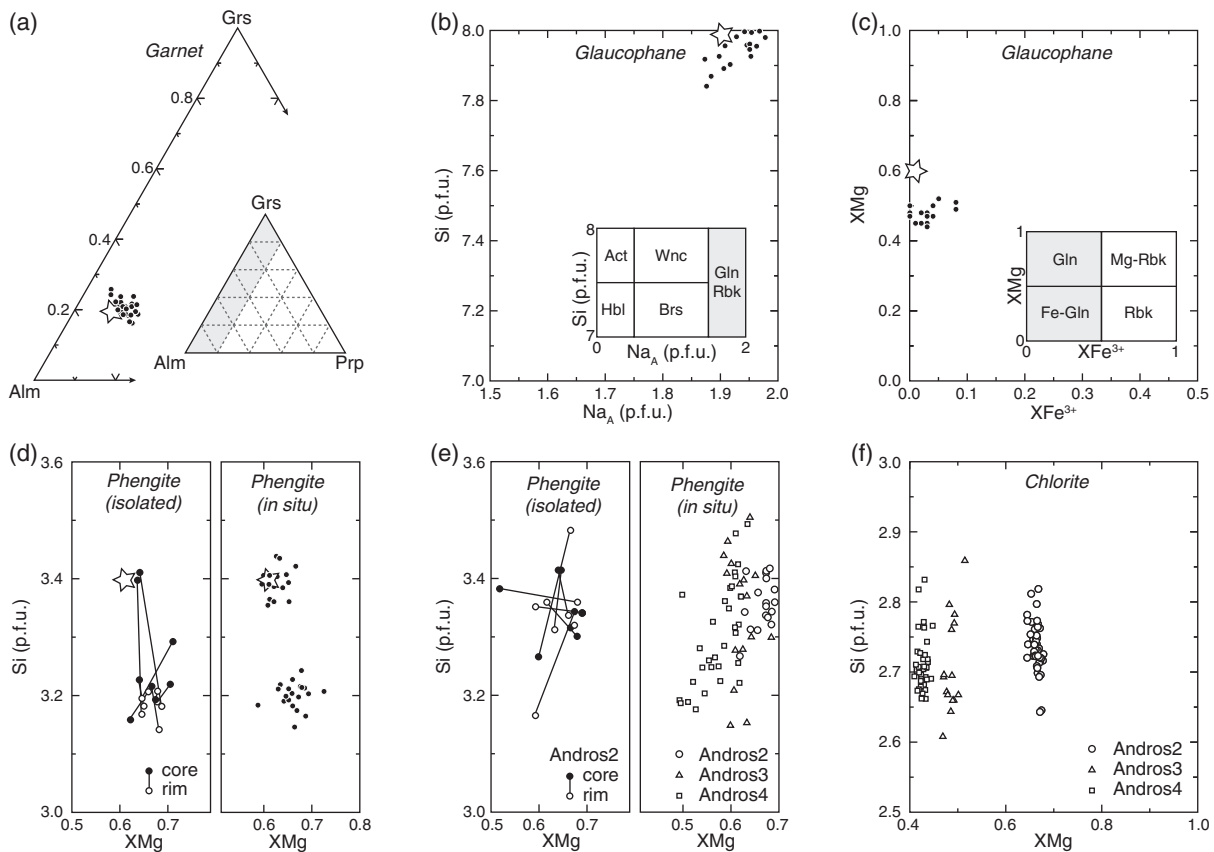 (a)
Grs
Garnet
0.8
0.6
0.4
0.2
Alm
Grs
Alm
Prp
(b)
Glaucophane
8.0
7.8
7.6
7.4
7.2
7.0
Si (p.f.u.)
8
Act
Wnc
Gln
Rbk
Hbl
Brs
Si (p.f.u.)
7
0
2
Na_A (p.f.u.)
1.5
1.6
1.7
1.8
1.9
2.0
Na_A (p.f.u.)
(c)
Glaucophane
1.0
0.8
0.6
0.4
0.2
0.0
XMg
1
Gln
Mg-Rbk
Fe-Gln
Rbk
XMg
0
1
XFe³⁺
0.0
0.1
0.2
0.3
0.4
0.5
XFe³⁺
(d)
3.6
3.4
3.2
3.0
Si (p.f.u.)
Phengite
(isolated)
core
rim
0.5
0.6
0.7
XMg
Phengite
(in situ)
0.6
0.7
0.8
XMg
(e)
3.6
3.4
3.2
3.0
Si (p.f.u.)
Phengite
(isolated)
Andros2
core
rim
0.5
0.6
0.7
XMg
Phengite
(in situ)
Andros2
Andros3
Andros4
0.5
0.6
0.7
XMg
(f)
Chlorite
3.0
2.9
2.8
2.7
2.6
2.5
Si (p.f.u.)
Andros2
Andros3
Andros4
0.4
0.6
0.8
1.0
XMg